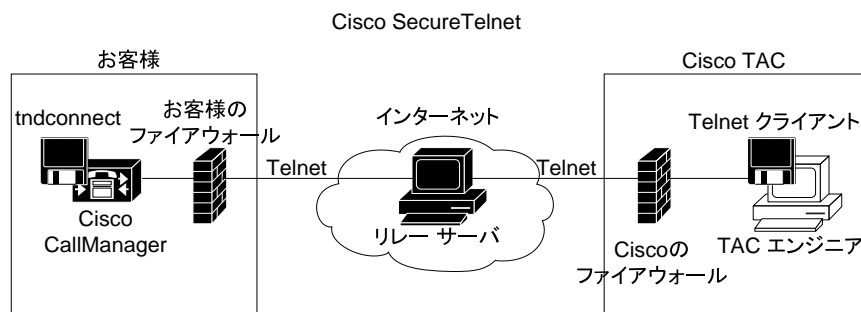 Cisco SecureTelnet
お客様
Cisco TAC
tndconnect
お客様の
ファイアウォール
インターネット
Telnet クライアント
Telnet
Telnet
Cisco
CallManager
リレー サーバ
Ciscoの
ファイアウォール
TAC エンジニア